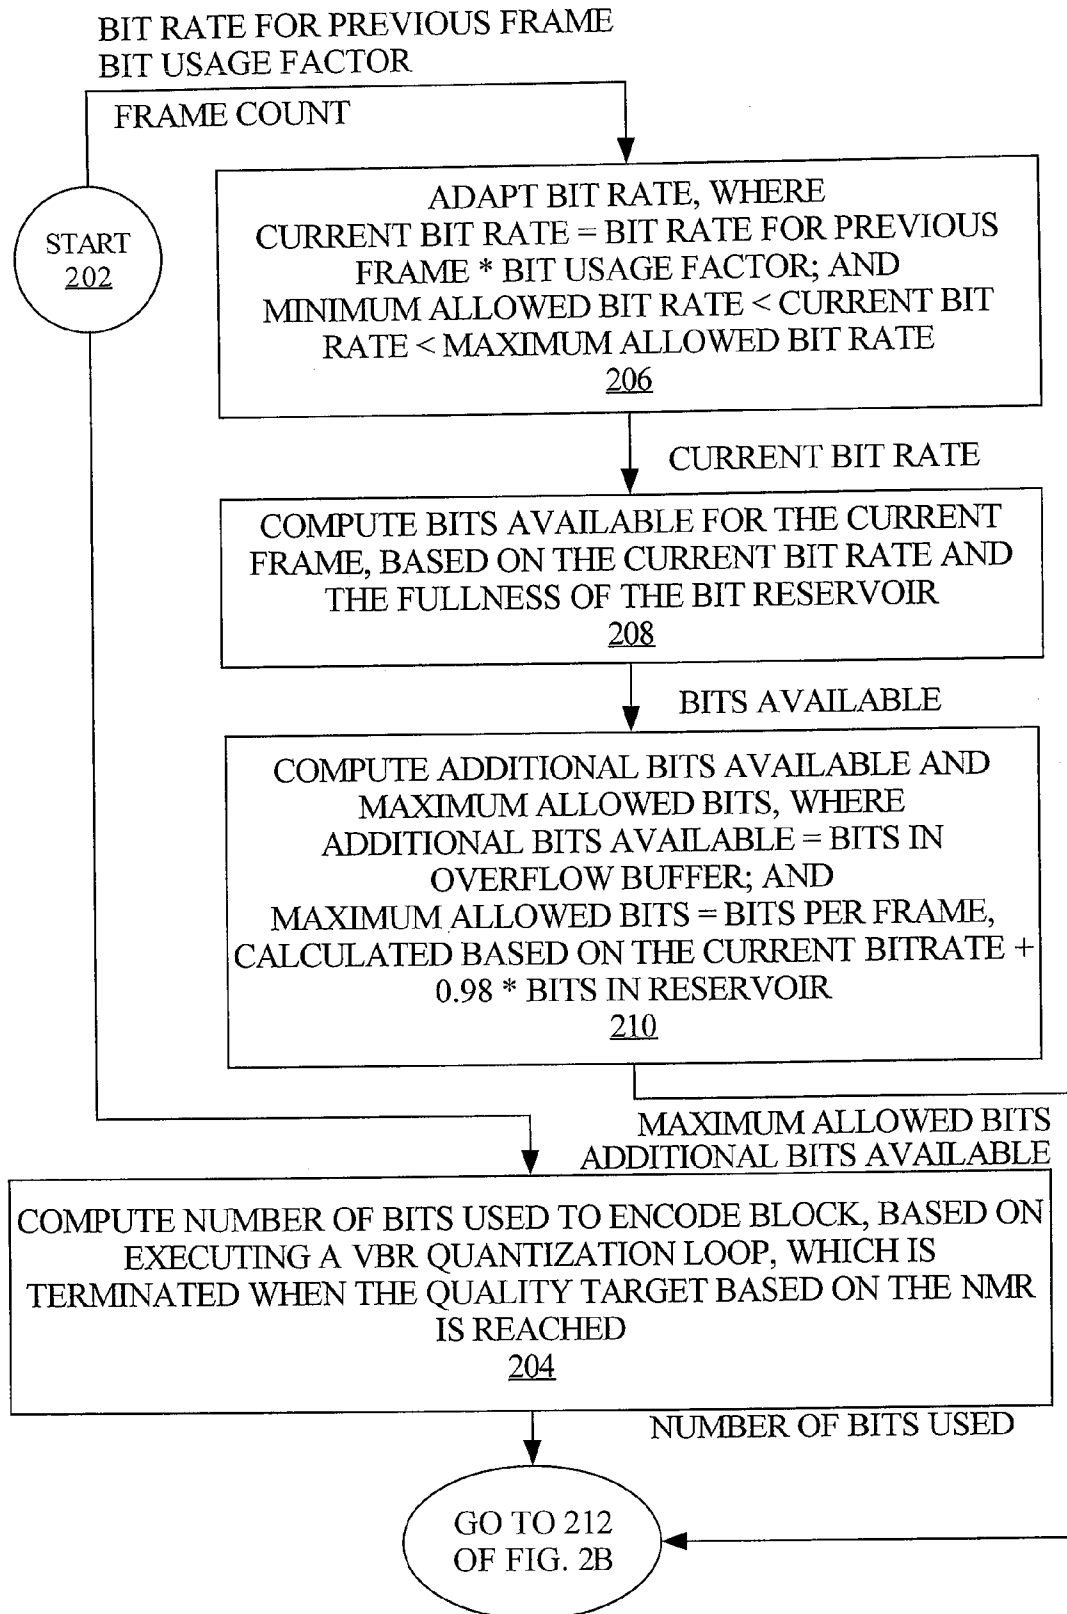 BIT RATE FOR PREVIOUS FRAME
BIT USAGE FACTOR
FRAME COUNT
START
202
ADAPT BIT RATE, WHERE
CURRENT BIT RATE = BIT RATE FOR PREVIOUS
FRAME * BIT USAGE FACTOR; AND
MINIMUM ALLOWED BIT RATE < CURRENT BIT
RATE < MAXIMUM ALLOWED BIT RATE
206
CURRENT BIT RATE
COMPUTE BITS AVAILABLE FOR THE CURRENT
FRAME, BASED ON THE CURRENT BIT RATE AND
THE FULLNESS OF THE BIT RESERVOIR
208
BITS AVAILABLE
COMPUTE ADDITIONAL BITS AVAILABLE AND
MAXIMUM ALLOWED BITS, WHERE
ADDITIONAL BITS AVAILABLE = BITS IN
OVERFLOW BUFFER; AND
MAXIMUM ALLOWED BITS = BITS PER FRAME,
CALCULATED BASED ON THE CURRENT BITRATE +
0.98 * BITS IN RESERVOIR
210
MAXIMUM ALLOWED BITS
ADDITIONAL BITS AVAILABLE
COMPUTE NUMBER OF BITS USED TO ENCODE BLOCK, BASED ON
EXECUTING A VBR QUANTIZATION LOOP, WHICH IS
TERMINATED WHEN THE QUALITY TARGET BASED ON THE NMR
IS REACHED
204
NUMBER OF BITS USED
GO TO 212
OF FIG. 2B